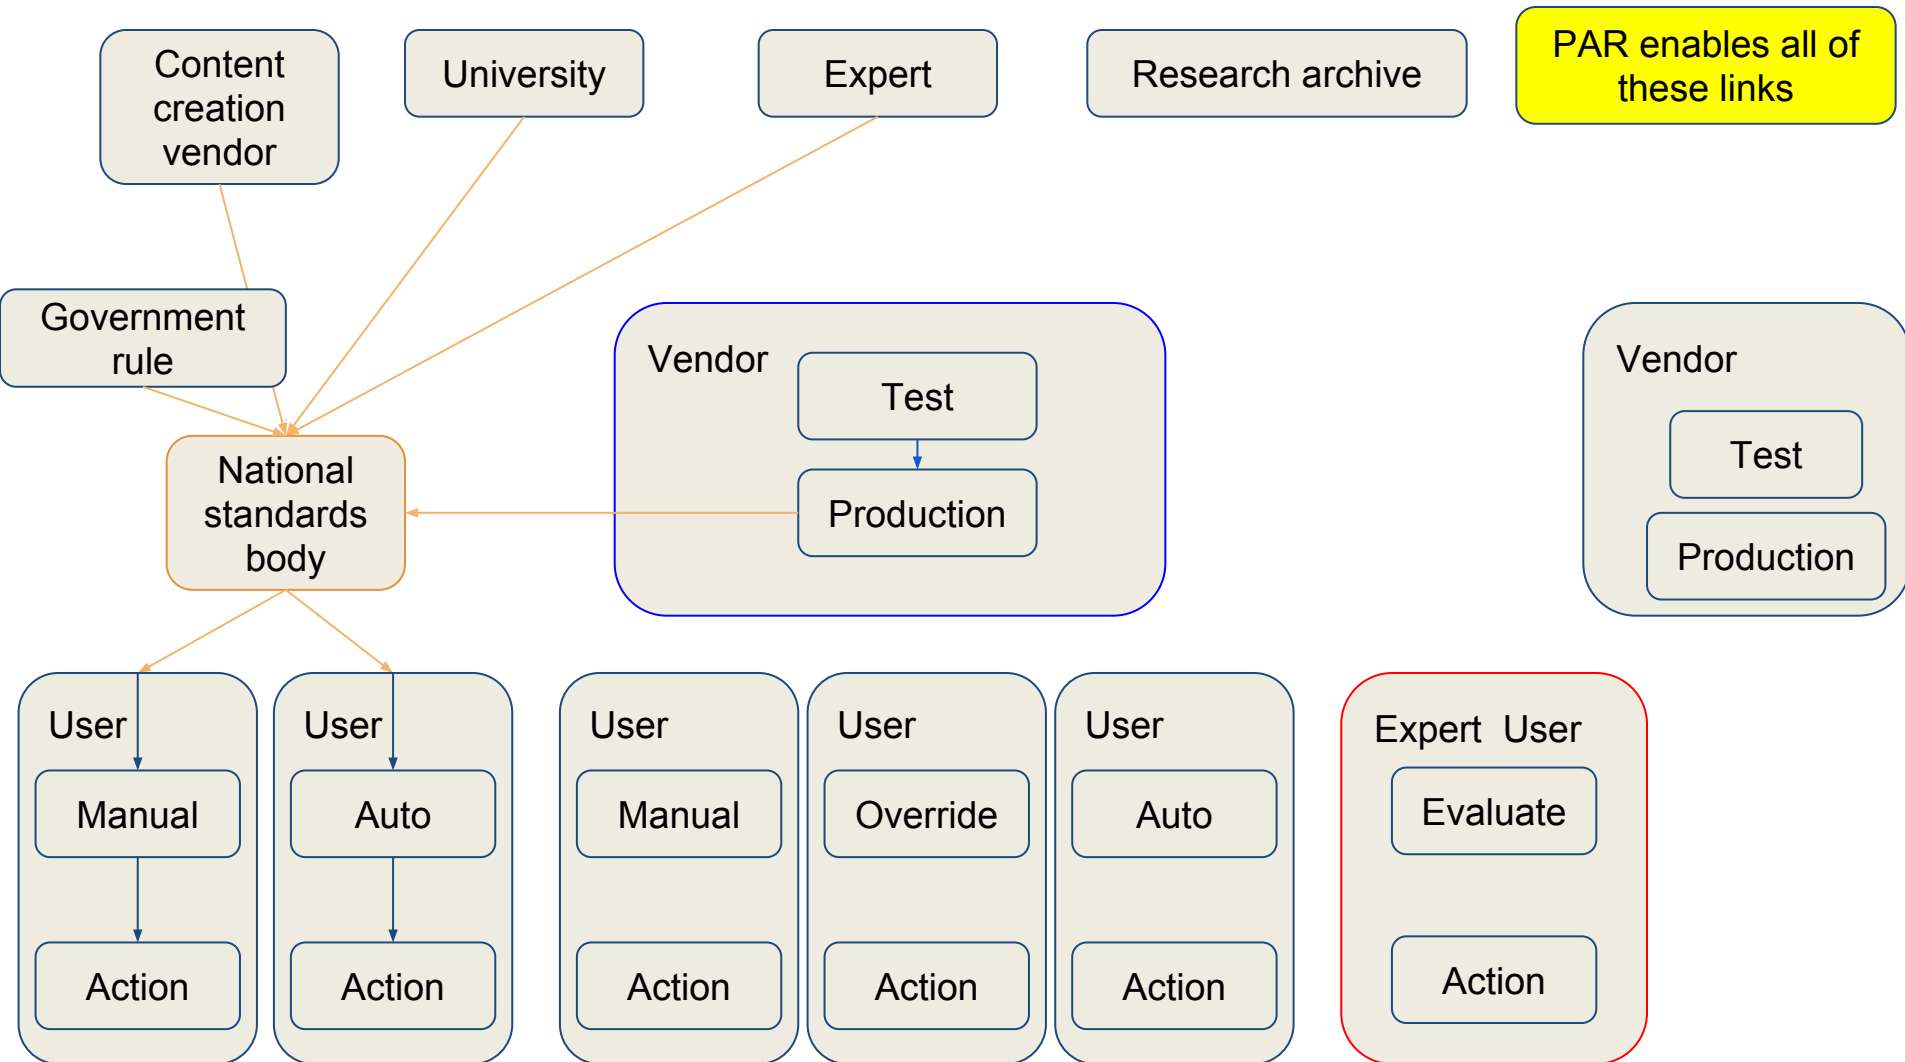 Content
creation
vendor
University
Expert
Research archive
PAR enables all of
these links
Government
rule
Vendor
Test
Production
Vendor
Test
Production
National
standards
body
User
Manual
Action
User
Auto
Action
User
Manual
Action
User
Override
Action
User
Auto
Action
Expert User
Evaluate
Action